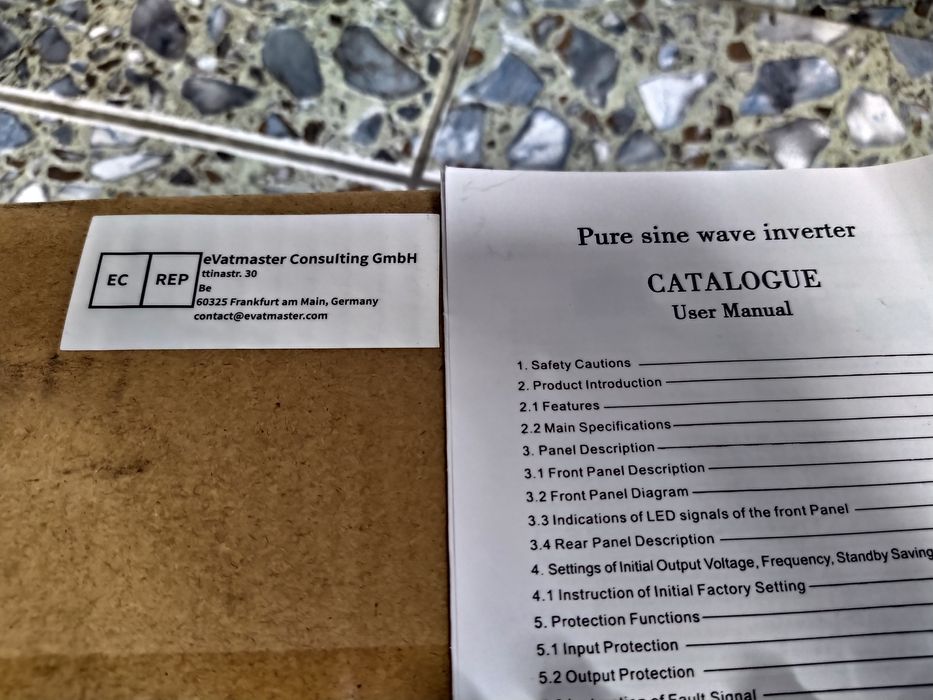 EC REP
eVatmaster Consulting GmbH
ttinastr. 30
Be
60325 Frankfurt am Main, Germany
contact@evatmaster.com
Pure sine wave inverter
CATALOGUE
User Manual
1. Safety Cautions
2. Product Introduction
2.1 Features
2.2 Main Specifications
3. Panel Description
3.1 Front Panel Description
3.2 Front Panel Diagram
3.3 Indications of LED signals of the front Panel
3.4 Rear Panel Description
4. Settings of Initial Output Voltage, Frequency, Standby Saving
4.1 Instruction of Initial Factory Setting
5. Protection Functions
5.1 Input Protection
5.2 Output Protection
of Fault Signal